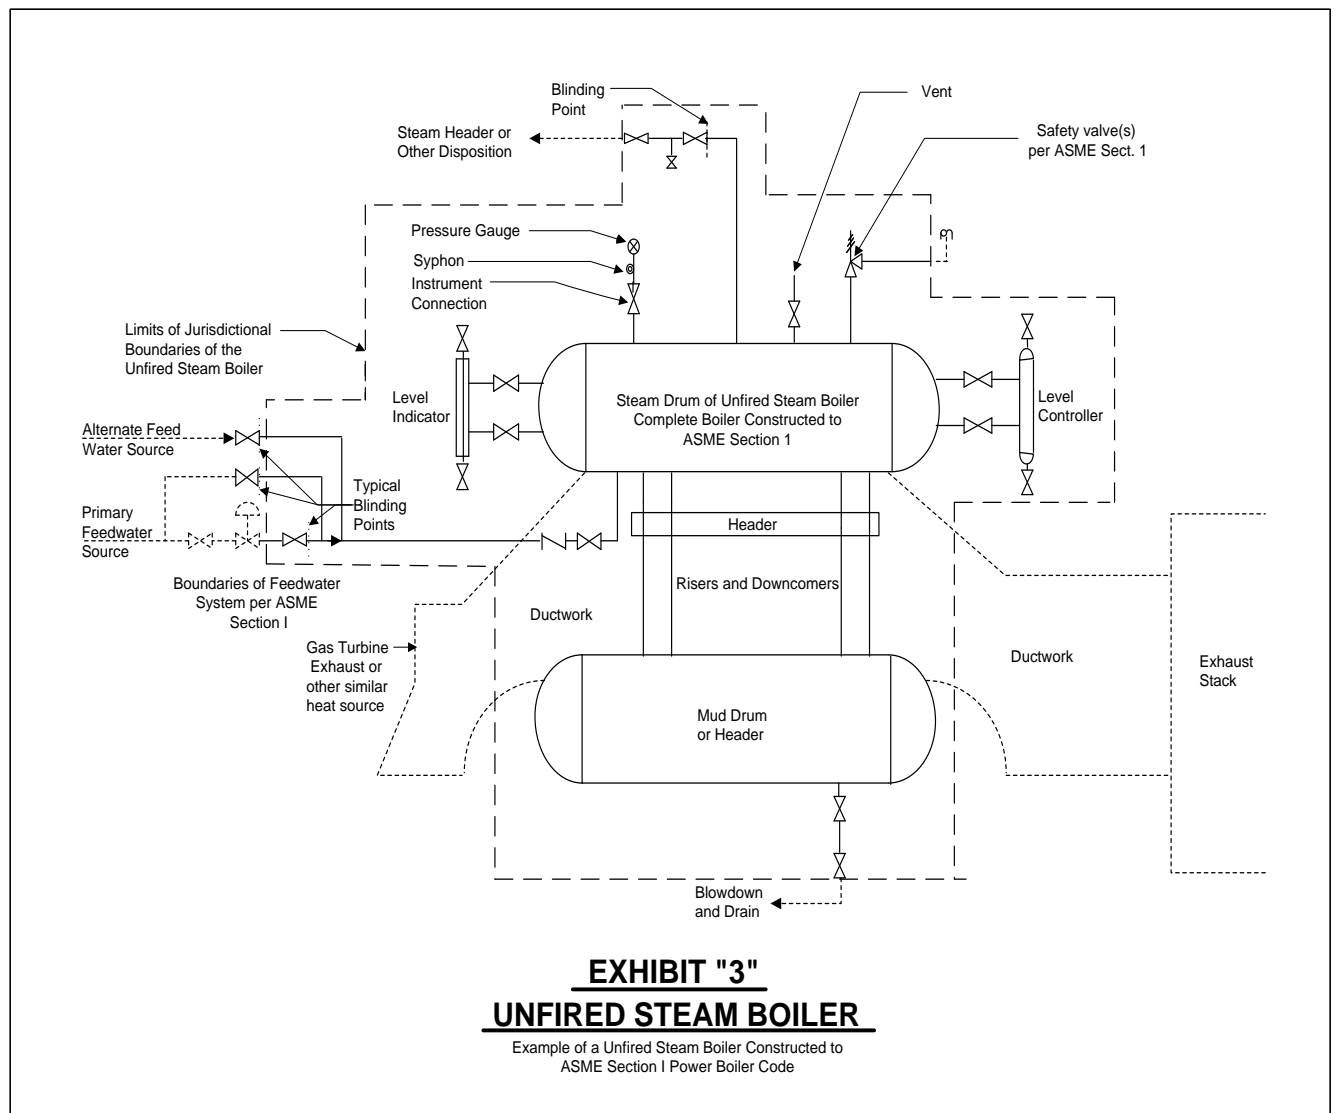 Blinding
Point
Vent
Steam Header or
Other Disposition
Safety valve(s)
per ASME Sect. 1
Pressure Gauge
Syphon
Instrument
Connection
Limits of Jurisdictional
Boundaries of the
Unfired Steam Boiler
Level
Indicator
Steam Drum of Unfired Steam Boiler
Complete Boiler Constructed to
ASME Section 1
Level
Controller
Alternate Feed
Water Source
Typical
Blinding
Points
Primary
Feedwater
Source
Header
Boundaries of Feedwater
System per ASME
Section I
Risers and Downcomers
Ductwork
Gas Turbine
Exhaust or
other similar
heat source
Ductwork
Exhaust
Stack
Mud Drum
or Header
Blowdown
and Drain
EXHIBIT "3"
UNFIRED STEAM BOILER
Example of a Unfired Steam Boiler Constructed to
ASME Section I Power Boiler Code